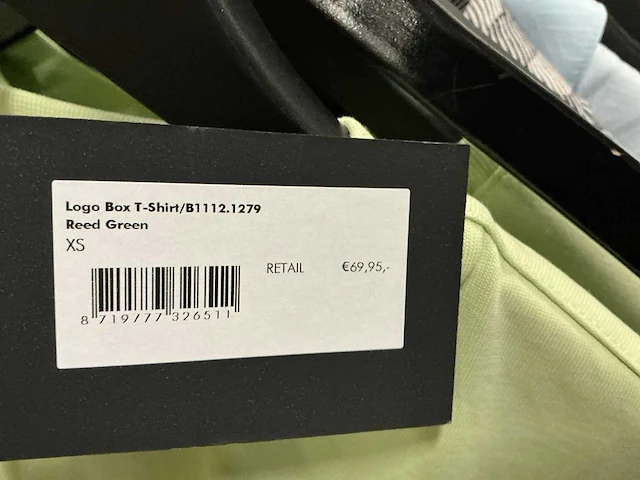 Logo Box T-Shirt/B1112.1279
Reed Green
XS
RETAIL €69,95,-
8 719777 326511